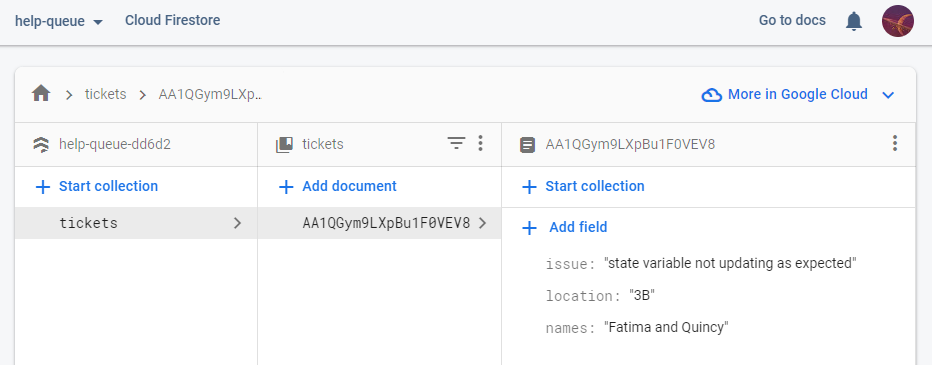 help-queue Cloud Firestore Go to docs
tickets AA1QGym9LXp.. More in Google Cloud
help-queue-dd6d2 tickets AA1QGym9LXpBu1F0VEV8
Start collection Add document Start collection
tickets AA1QGym9LXpBu1F0VEV8
Add field
issue: "state variable not updating as expected"
location: "3B"
names: "Fatima and Quincy"